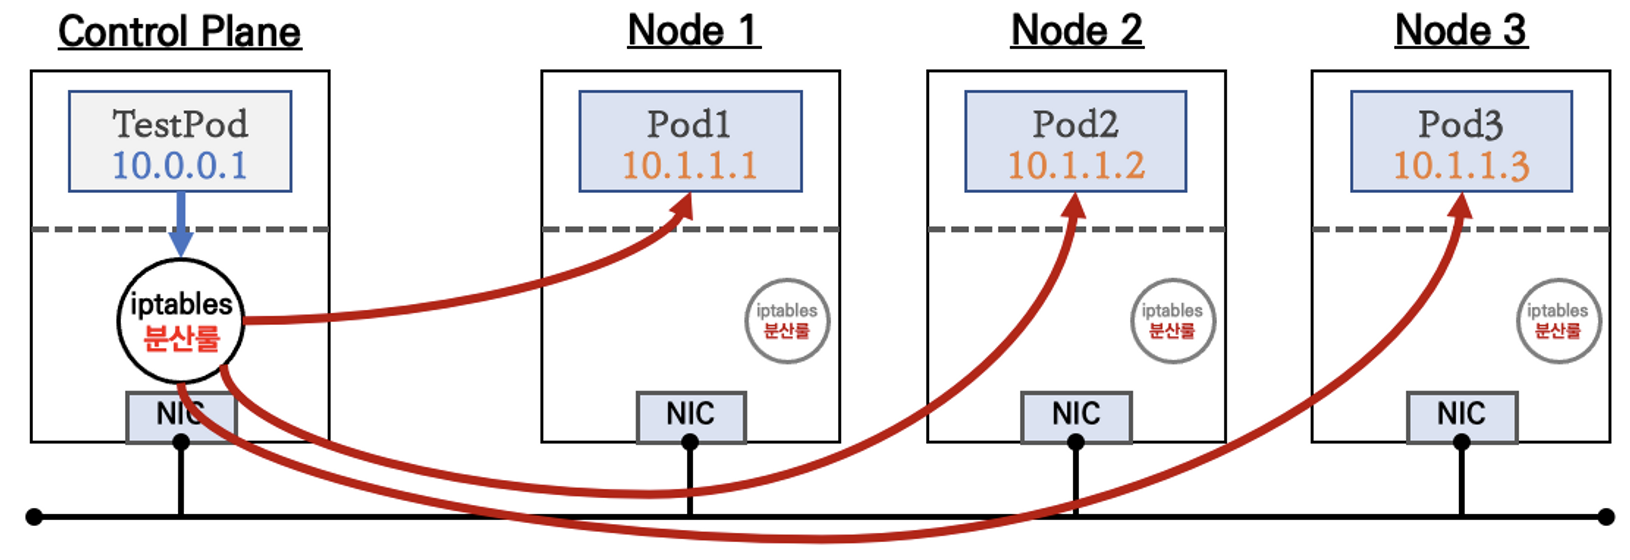 Control Plane
Node 1
Node 2
Node 3
TestPod
10.0.0.1
Pod1
10.1.1.1
Pod2
10.1.1.2
Pod3
10.1.1.3
iptables
분산룰
iptables
분산룰
iptables
분산룰
iptables
분산룰
NIC
NIC
NIC
NIC